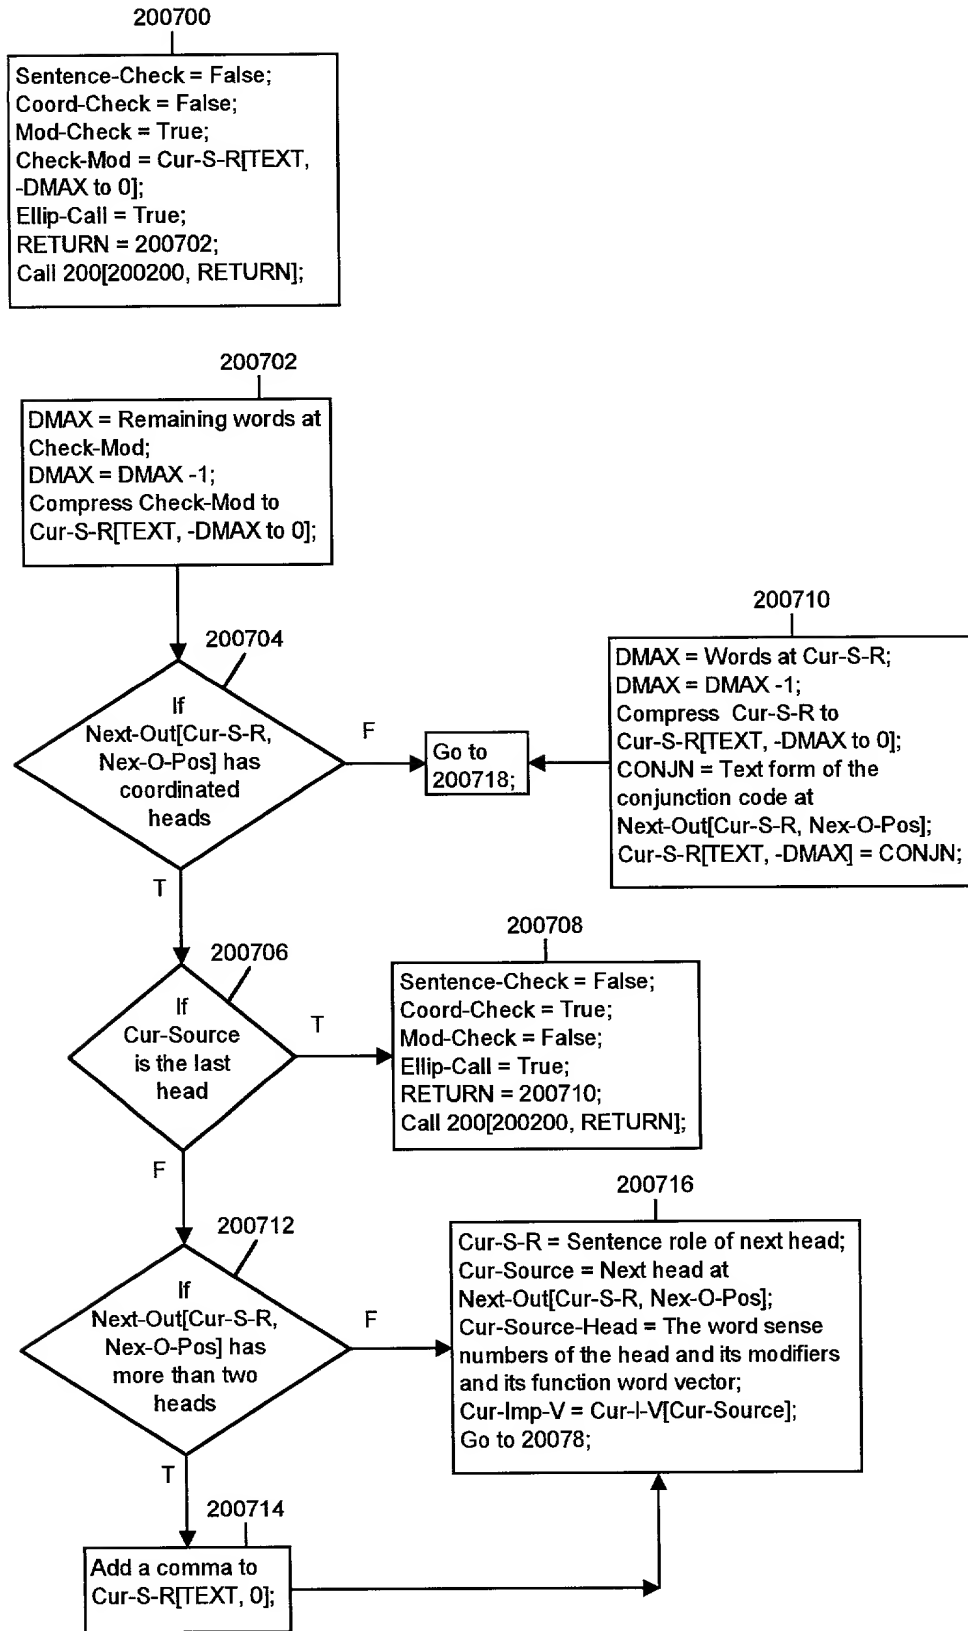 200700
Sentence-Check = False;
Coord-Check = False;
Mod-Check = True;
Check-Mod = Cur-S-R[TEXT,
-DMAX to 0];
Ellip-Call = True;
RETURN = 200702;
Call 200[200200, RETURN];
200702
DMAX = Remaining words at
Check-Mod;
DMAX = DMAX -1;
Compress Check-Mod to
Cur-S-R[TEXT, -DMAX to 0];
200704
If
Next-Out[Cur-S-R,
Nex-O-Pos] has
coordinated
heads
F
T
Go to
200718;
200710
DMAX = Words at Cur-S-R;
DMAX = DMAX -1;
Compress Cur-S-R to
Cur-S-R[TEXT, -DMAX to 0];
CONJN = Text form of the
conjunction code at
Next-Out[Cur-S-R, Nex-O-Pos];
Cur-S-R[TEXT, -DMAX] = CONJN;
200706
If
Cur-Source
is the last
head
T
F
200708
Sentence-Check = False;
Coord-Check = True;
Mod-Check = False;
Ellip-Call = True;
RETURN = 200710;
Call 200[200200, RETURN];
200712
If
Next-Out[Cur-S-R,
Nex-O-Pos] has
more than two
heads
F
T
200716
Cur-S-R = Sentence role of next head;
Cur-Source = Next head at
Next-Out[Cur-S-R, Nex-O-Pos];
Cur-Source-Head = The word sense
numbers of the head and its modifiers
and its function word vector;
Cur-Imp-V = Cur-I-V[Cur-Source];
Go to 20078;
200714
Add a comma to
Cur-S-R[TEXT, 0];